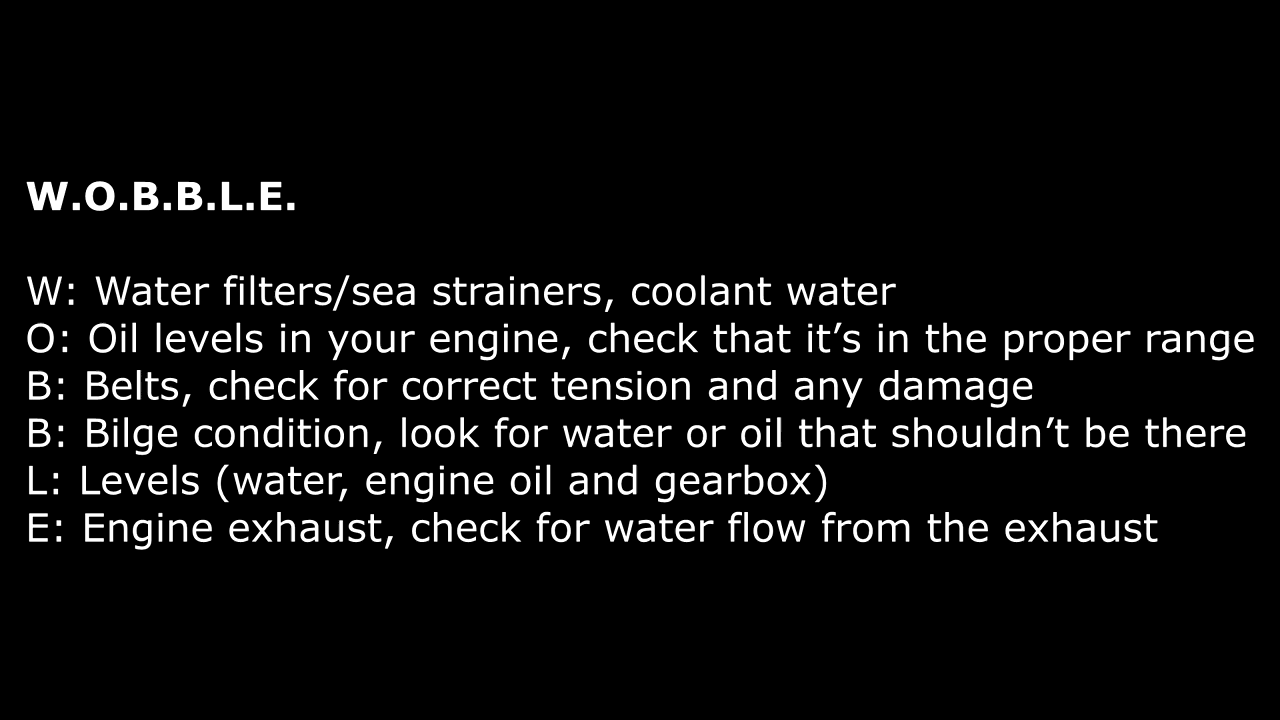 W.O.B.B.L.E.
W: Water filters/sea strainers, coolant water
O: Oil levels in your engine, check that it’s in the proper range
B: Belts, check for correct tension and any damage
B: Bilge condition, look for water or oil that shouldn’t be there
L: Levels (water, engine oil and gearbox)
E: Engine exhaust, check for water flow from the exhaust